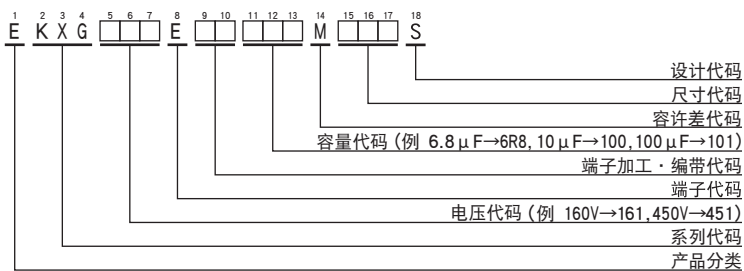 1 2 3 4 5 6 7 8 9 10 11 12 13 14 15 16 17 18
E KXG □□□ E □□ □□□ M □□□ S
设计代码
尺寸代码
容许差代码
容量代码 (例 6.8μF→6R8, 10μF→100, 100μF→101)
端子加工・编带代码
端子代码
电压代码 (例 160V→161, 450V→451)
系列代码
产品分类